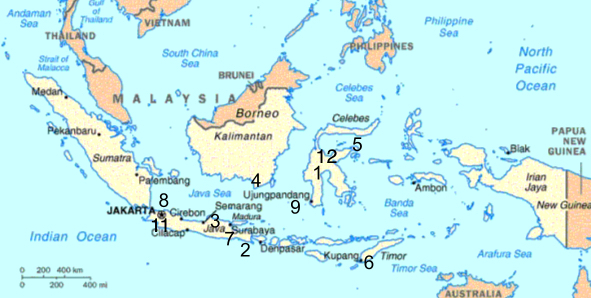 Andaman
Sea
Gulf
of
Thailand
THAILAND
VIETNAM
Philippine
Sea
South China
Sea
PHILIPPINES
North
Pacific
Ocean
Strait of
Malacca
BRUNEI
Celebes
Sea
Medan
MALAYSIA
Borneo
Celebes
PAPUA
NEW
GUINEA
Pekanbaru
Kalimantan
5
Biak
Sumatra
12
1
Palembang
4
Irian
Jaya
8
Java Sea
Ujungpandang
Ambon
New Guinea
JAKARTA
Cirebon
Semarang
9
Banda
Sea
Madura
11
3
Java
Surabaya
Cilacap
7
Indian Ocean
2
Denpasar
Kupang
Timor
Arafura Sea
6
Timor Sea
0 200 400 km
0 200 400 mi
AUSTRALIA